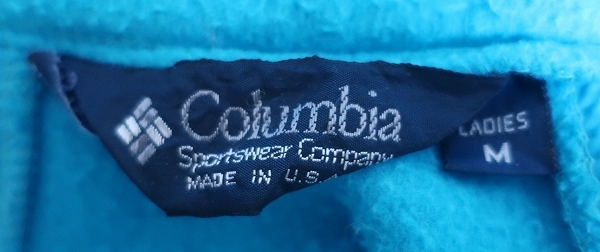 Columbia
Sportswear Company
MADE IN U.S.
LADIES
M